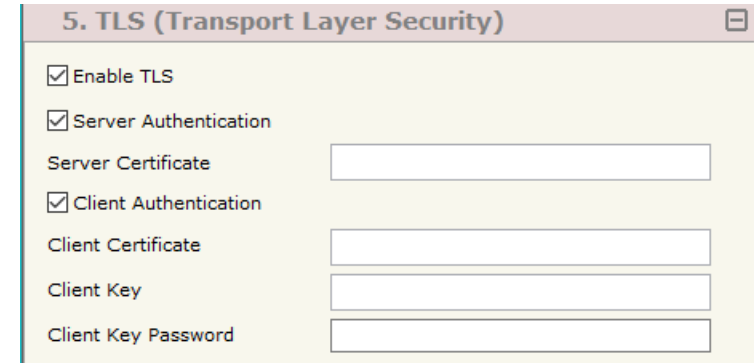 5. TLS (Transport Layer Security)
Enable TLS
Server Authentication
Server Certificate
Client Authentication
Client Certificate
Client Key
Client Key Password